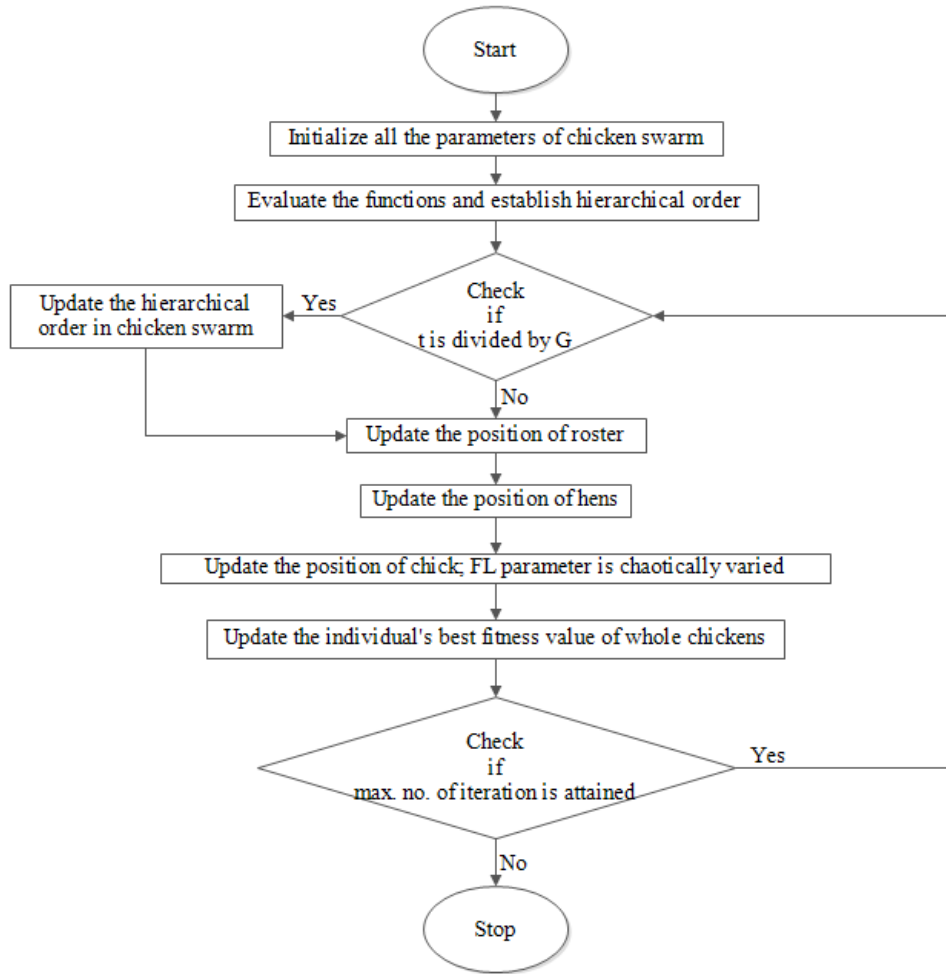 Start
Initialize all the parameters of chicken swarm
Evaluate the functions and establish hierarchical order
Check
if
t is divided by G
Yes
Update the hierarchical
order in chicken swarm
No
Update the position of roster
Update the position of hens
Update the position of chick; FL parameter is chaotically varied
Update the individual's best fitness value of whole chickens
Check
if
max. no. of iteration is attained
Yes
No
Stop